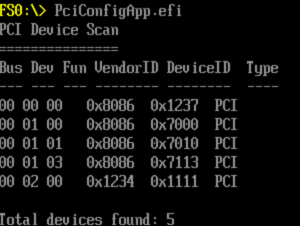 FS0:\> PciConfigApp.efi
PCI Device Scan
===============
Bus Dev Fun VendorID DeviceID  Type
--- --- --- -------- --------  ----
00 00 00   0x8086  0x1237  PCI
00 01 00   0x8086  0x7000  PCI
00 01 01   0x8086  0x7010  PCI
00 01 03   0x8086  0x7113  PCI
00 02 00   0x1234  0x1111  PCI
Total devices found: 5